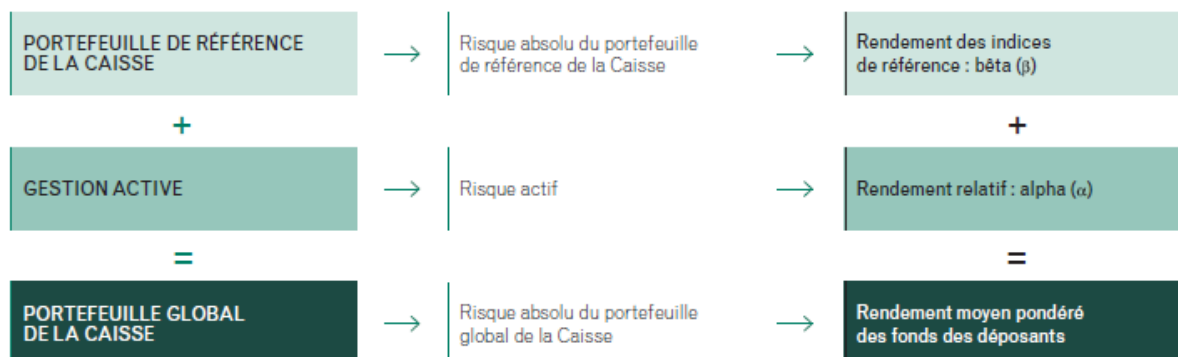 PORTEFEUILLE DE RÉFÉRENCE
DE LA CAISSE
→
Risque absolu du portefeuille
de référence de la Caisse
→
Rendement des indices
de référence : bêta (β)
+
+
GESTION ACTIVE
→
Risque actif
→
Rendement relatif : alpha (α)
=
=
PORTEFEUILLE GLOBAL
DE LA CAISSE
→
Risque absolu du portefeuille
global de la Caisse
→
Rendement moyen pondéré
des fonds des déposants